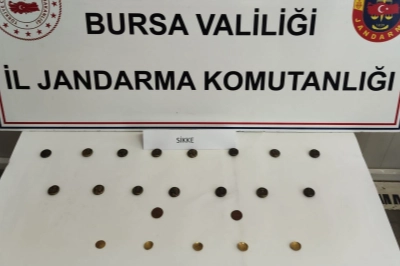 BURSA VALİLİĞİ
İL JANDARMA KOMUTANLIĞI
SİKKE